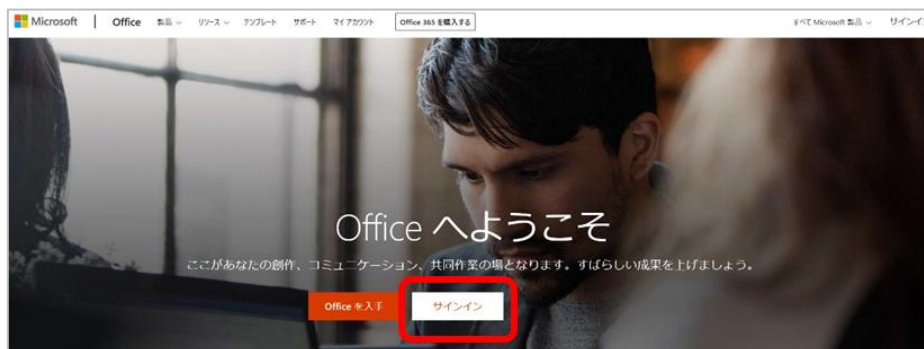 Microsoft Office 製品 リソース テンプレート サポート マイ アカウント Office 365 を購入する すべて Microsoft 製品 サインイ
Office へようこそ
ここがあなたの創作、コミュニケーション、共同作業の場となります。すばらしい成果を上げましょう。
Office を入手 サインイン